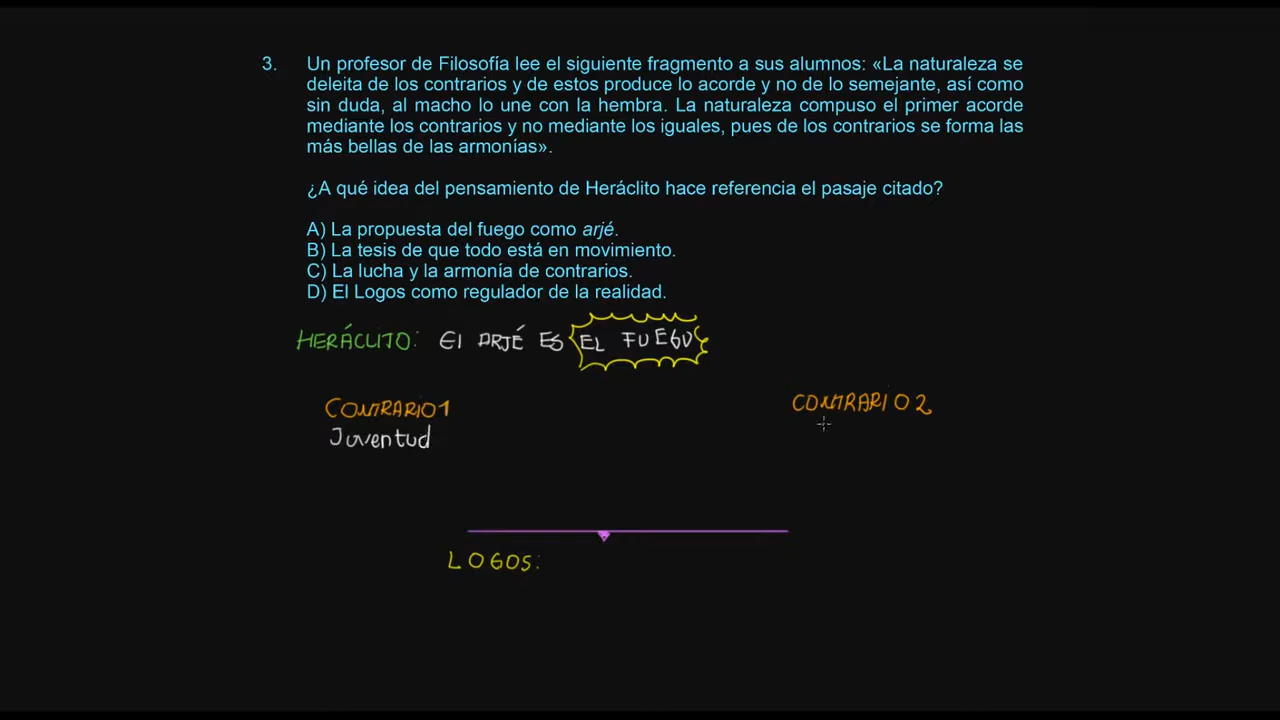 3. Un profesor de Filosofía lee el siguiente fragmento a sus alumnos: «La naturaleza se
deleita de los contrarios y de estos produce lo acorde y no de lo semejante, así como
sin duda, al macho lo une con la hembra. La naturaleza compuso el primer acorde
mediante los contrarios y no mediante los iguales, pues de los contrarios se forma las
más bellas de las armonías».
¿A qué idea del pensamiento de Heráclito hace referencia el pasaje citado?
A) La propuesta del fuego como arjé.
B) La tesis de que todo está en movimiento.
C) La lucha y la armonía de contrarios.
D) El Logos como regulador de la realidad.
HERÁCLITO: El ARJÉ ES EL FUEGO
CONTRARIO 1 CONTRARIO 2
Juventud
LOGOS: